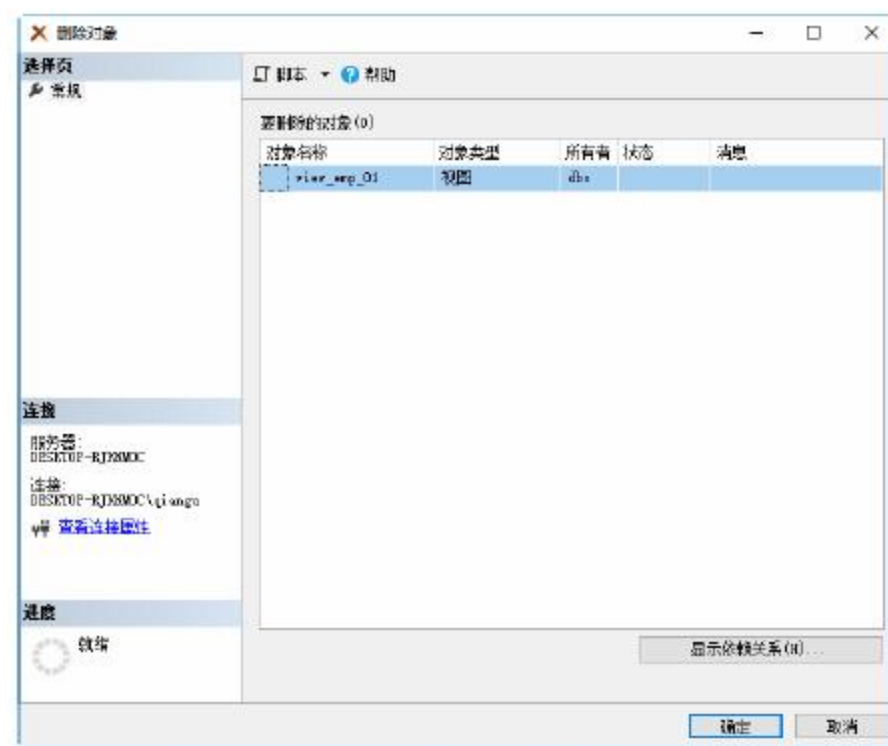 删除对象
选择页
常规
脚本 帮助
要删除的对象(O)
对象名称 对象类型 所有者 状态 消息
view_emp_01 视图 dbo
连接
服务器:
DESKTOP-RJKNMOC
连接:
查看连接属性
进度
就绪
显示依赖关系(H)...
确定 取消